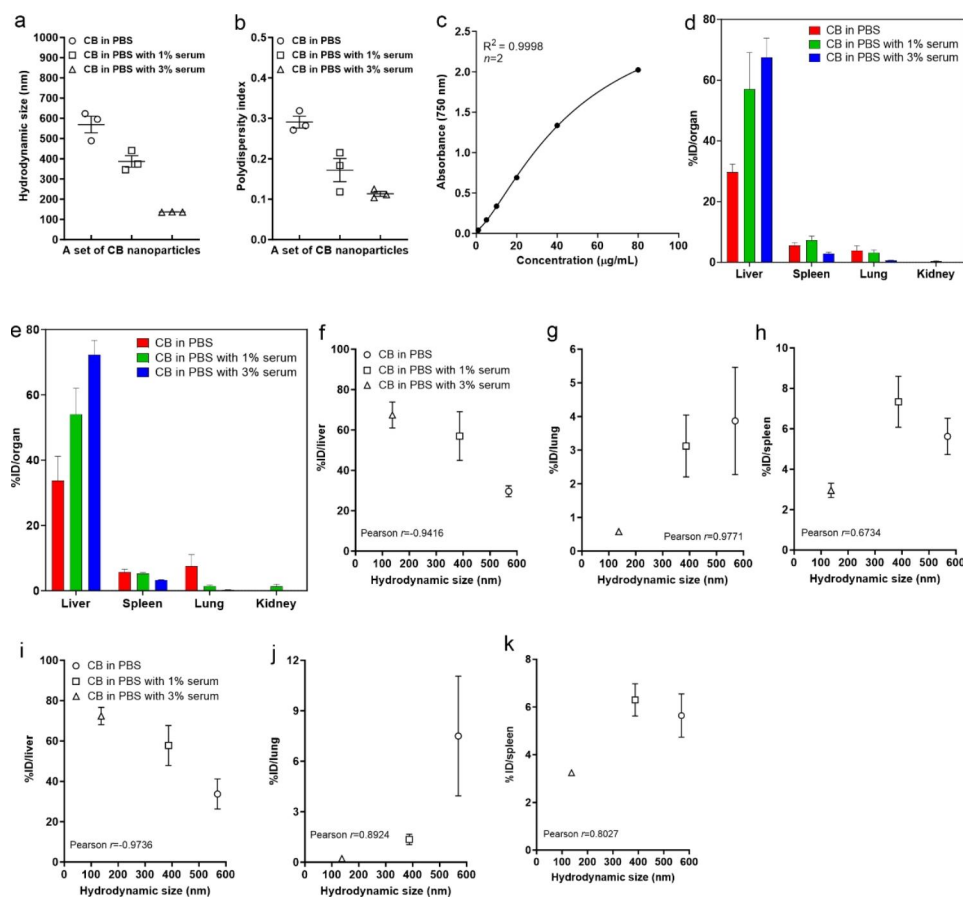 a
CB in PBS
CB in PBS with 1% serum
CB in PBS with 3% serum
Hydrodynamic size (nm)
1000
900
800
700
600
500
400
300
200
100
0
A set of CB nanoparticles
b
CB in PBS
CB in PBS with 1% serum
CB in PBS with 3% serum
Polydispersity index
0.5
0.4
0.3
0.2
0.1
0.0
A set of CB nanoparticles
c
R² = 0.9998
n=2
Absorbance (750 nm)
2.5
2.0
1.5
1.0
0.5
0.0
0 20 40 60 80 100
Concentration (µg/mL)
d
CB in PBS
CB in PBS with 1% serum
CB in PBS with 3% serum
%ID/organ
80
60
40
20
0
Liver Spleen Lung Kidney
e
CB in PBS
CB in PBS with 1% serum
CB in PBS with 3% serum
%ID/organ
80
60
40
20
0
Liver Spleen Lung Kidney
f
CB in PBS
CB in PBS with 1% serum
CB in PBS with 3% serum
%ID/liver
100
80
60
40
20
0
Pearson r=-0.9416
0 100 200 300 400 500 600
Hydrodynamic size (nm)
g
%ID/lung
6
5
4
3
2
1
0
Pearson r=0.9771
0 100 200 300 400 500 600
Hydrodynamic size (nm)
h
%ID/spleen
10
8
6
4
2
0
Pearson r=0.6734
0 100 200 300 400 500 600
Hydrodynamic size (nm)
i
CB in PBS
CB in PBS with 1% serum
CB in PBS with 3% serum
%ID/liver
100
80
60
40
20
0
Pearson r=-0.9736
0 100 200 300 400 500 600
Hydrodynamic size (nm)
j
%ID/lung
12
9
6
3
0
Pearson r=0.8924
0 100 200 300 400 500 600
Hydrodynamic size (nm)
k
%ID/spleen
8
6
4
2
0
Pearson r=0.8027
0 100 200 300 400 500 600
Hydrodynamic size (nm)